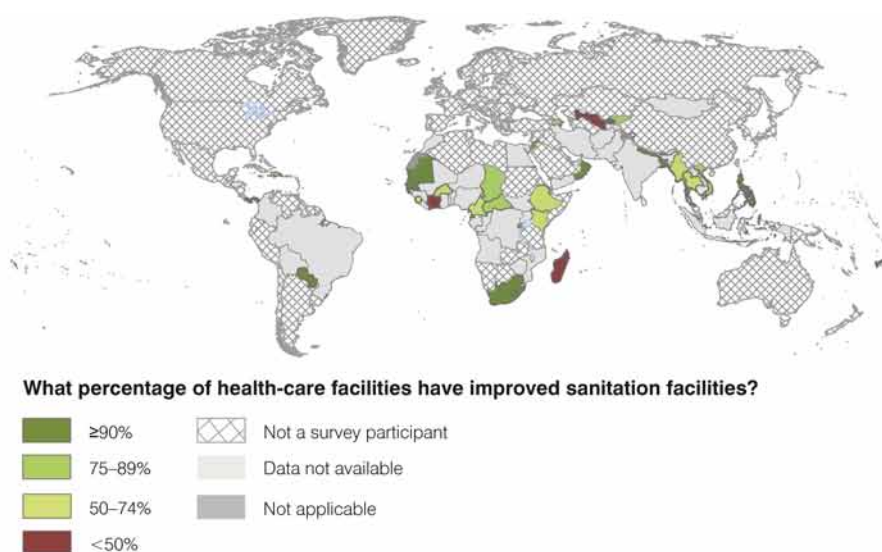 What percentage of health-care facilities have improved sanitation facilities?
≥90%
Not a survey participant
75–89%
Data not available
50–74%
Not applicable
<50%